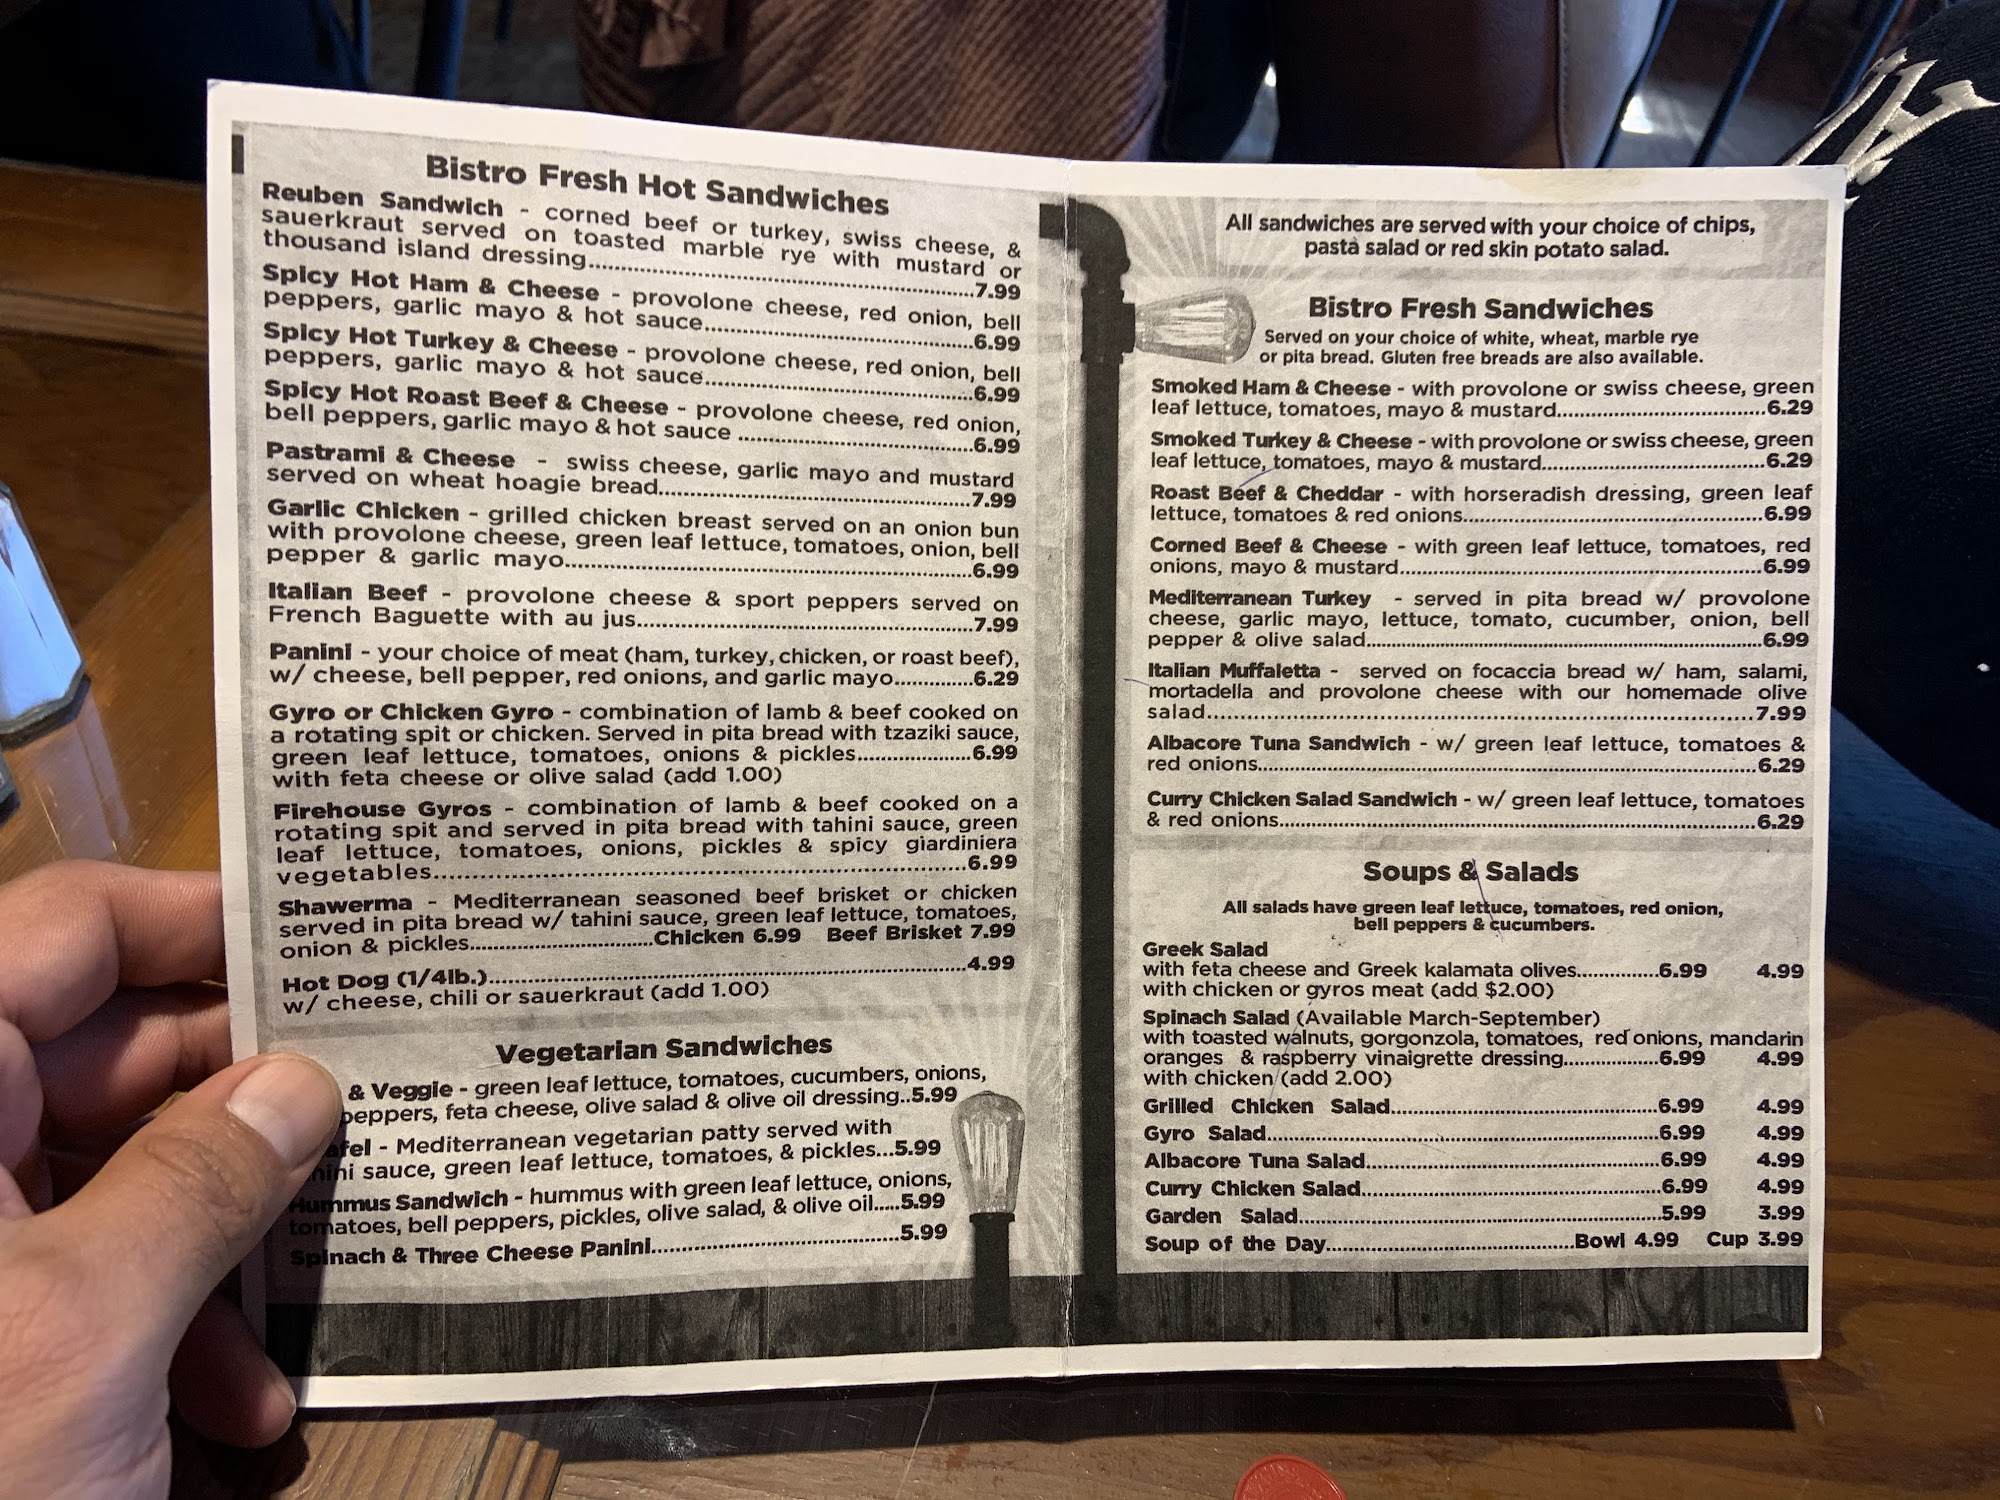 Bistro Fresh Hot Sandwiches
Reuben Sandwich - corned beef or turkey, swiss cheese, &
sauerkraut served on toasted marble rye with mustard or
thousand island dressing..........7.99
Spicy Hot Ham & Cheese - provolone cheese, red onion, bell
peppers, garlic mayo & hot sauce..........6.99
Spicy Hot Turkey & Cheese - provolone cheese, red onion, bell
peppers, garlic mayo & hot sauce..........6.99
Spicy Hot Roast Beef & Cheese - provolone cheese, red onion,
bell peppers, garlic mayo & hot sauce ..........6.99
Pastrami & Cheese - swiss cheese, garlic mayo and mustard
served on wheat hoagie bread..........7.99
Garlic Chicken - grilled chicken breast served on an onion bun
with provolone cheese, green leaf lettuce, tomatoes, onion, bell
pepper & garlic mayo..........6.99
Italian Beef - provolone cheese & sport peppers served on
French Baguette with au jus..........7.99
Panini - your choice of meat (ham, turkey, chicken, or roast beef),
w/ cheese, bell pepper, red onions, and garlic mayo..........6.29
Gyro or Chicken Gyro - combination of lamb & beef cooked on
a rotating spit or chicken. Served in pita bread with tzaziki sauce,
green leaf lettuce, tomatoes, onions & pickles..........6.99
with feta cheese or olive salad (add 1.00)
Firehouse Gyros - combination of lamb & beef cooked on a
rotating spit and served in pita bread with tahini sauce, green
leaf lettuce, tomatoes, onions, pickles & spicy giardiniera
vegetables..........6.99
Shawerma - Mediterranean seasoned beef brisket or chicken
served in pita bread w/ tahini sauce, green leaf lettuce, tomatoes,
onion & pickles..........Chicken 6.99 Beef Brisket 7.99
Hot Dog (1/4lb.)..........4.99
w/ cheese, chili or sauerkraut (add 1.00)
Vegetarian Sandwiches
& Veggie - green leaf lettuce, tomatoes, cucumbers, onions,
peppers, feta cheese, olive salad & olive oil dressing..5.99
- Mediterranean vegetarian patty served with
sauce, green leaf lettuce, tomatoes, & pickles...5.99
Hummus Sandwich - hummus with green leaf lettuce, onions,
tomatoes, bell peppers, pickles, olive salad, & olive oil.....5.99
Spinach & Three Cheese Panini..........5.99
All sandwiches are served with your choice of chips,
pasta salad or red skin potato salad.
Bistro Fresh Sandwiches
Served on your choice of white, wheat, marble rye
or pita bread. Gluten free breads are also available.
Smoked Ham & Cheese - with provolone or swiss cheese, green
leaf lettuce, tomatoes, mayo & mustard..........6.29
Smoked Turkey & Cheese - with provolone or swiss cheese, green
leaf lettuce, tomatoes, mayo & mustard..........6.29
Roast Beef & Cheddar - with horseradish dressing, green leaf
lettuce, tomatoes & red onions..........6.99
Corned Beef & Cheese - with green leaf lettuce, tomatoes, red
onions, mayo & mustard..........6.99
Mediterranean Turkey - served in pita bread w/ provolone
cheese, garlic mayo, lettuce, tomato, cucumber, onion, bell
pepper & olive salad..........6.99
Italian Muffaletta - served on focaccia bread w/ ham, salami,
mortadella and provolone cheese with our homemade olive
salad..........7.99
Albacore Tuna Sandwich - w/ green leaf lettuce, tomatoes &
red onions..........6.29
Curry Chicken Salad Sandwich - w/ green leaf lettuce, tomatoes
& red onions..........6.29
Soups & Salads
All salads have green leaf lettuce, tomatoes, red onion,
bell peppers & cucumbers.
Greek Salad
with feta cheese and Greek kalamata olives..........6.99 4.99
with chicken or gyros meat (add $2.00)
Spinach Salad (Available March-September)
with toasted walnuts, gorgonzola, tomatoes, red onions, mandarin
oranges & raspberry vinaigrette dressing..........6.99 4.99
with chicken (add 2.00)
Grilled Chicken Salad..........6.99 4.99
Gyro Salad..........6.99 4.99
Albacore Tuna Salad..........6.99 4.99
Curry Chicken Salad..........6.99 4.99
Garden Salad..........5.99 3.99
Soup of the Day..........Bowl 4.99 Cup 3.99